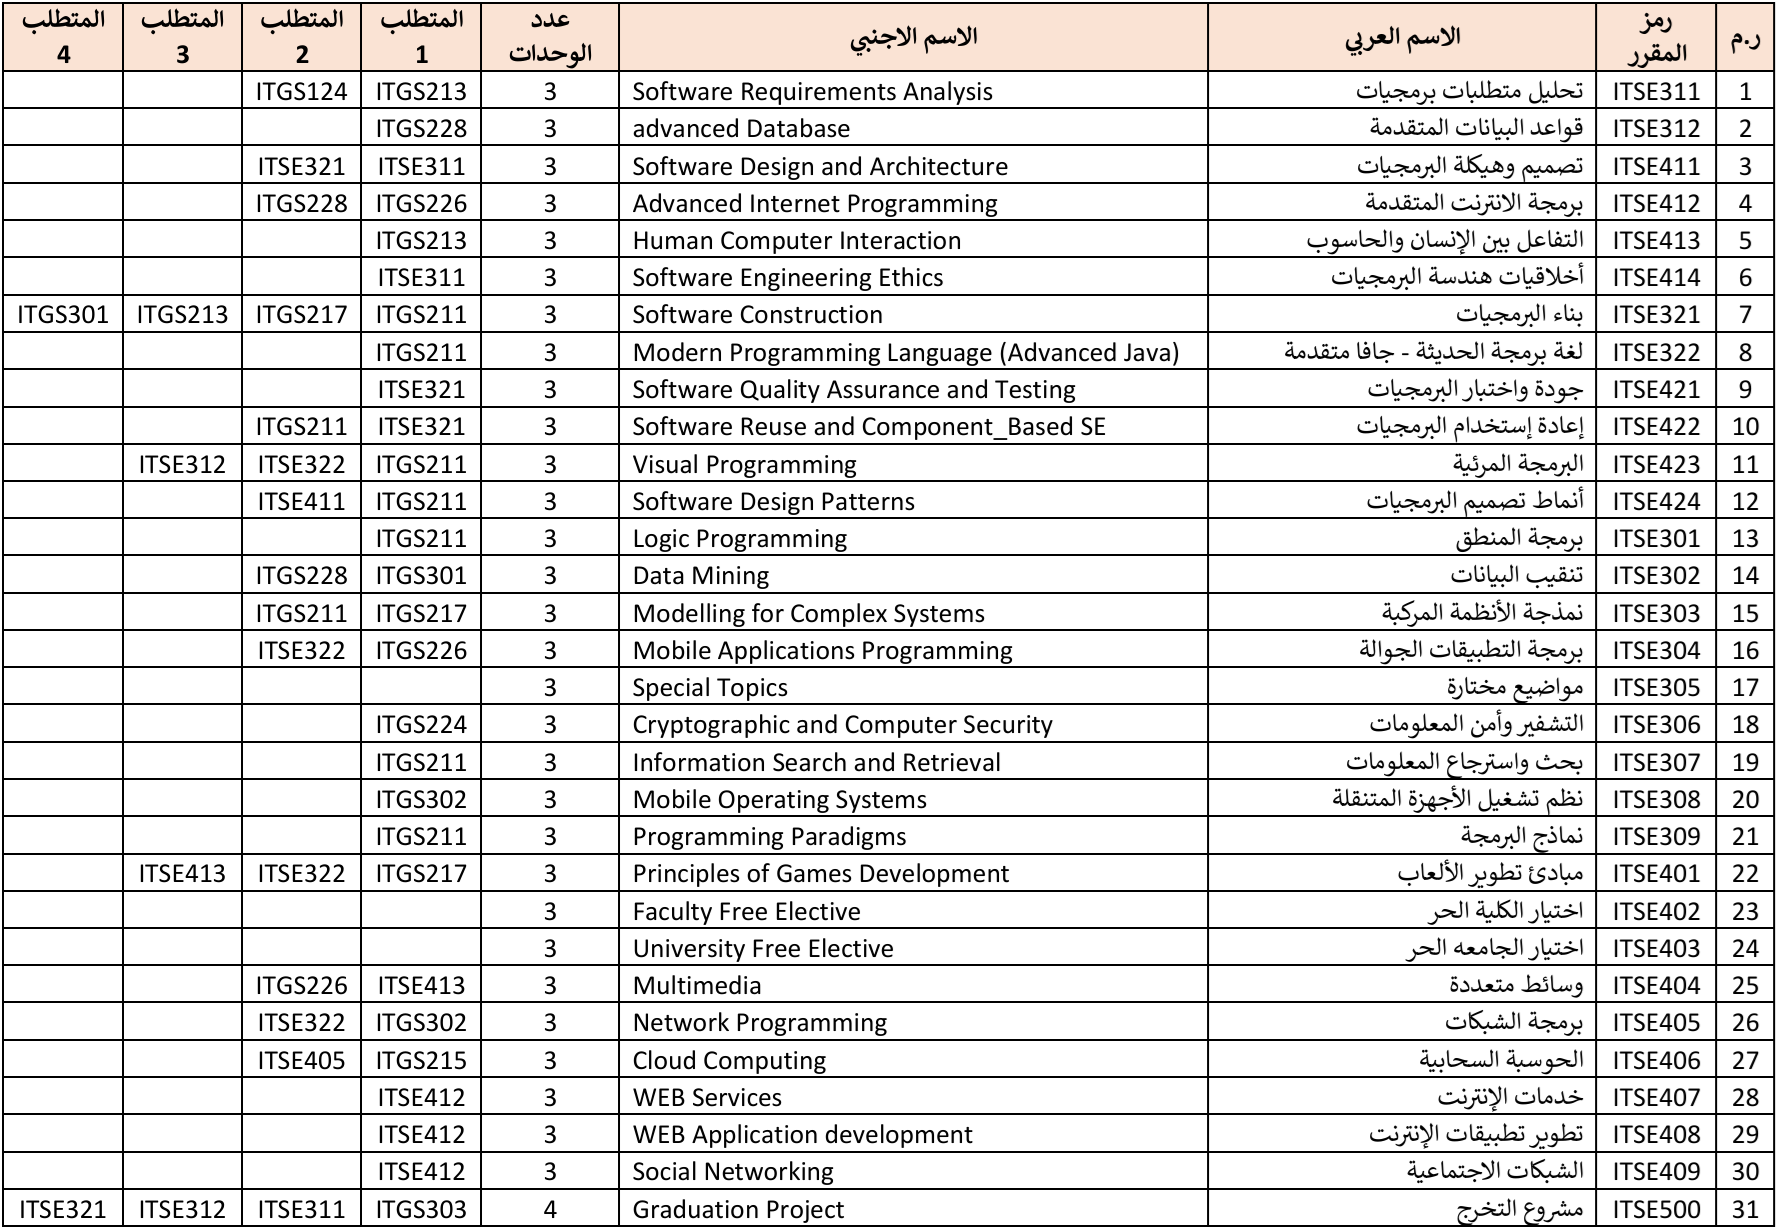 ر.م رمز المقرر الاسم العربي الاسم الاجنبي عدد الوحدات المتطلب 1 المتطلب 2 المتطلب 3 المتطلب 4
1 ITSE311 تحليل متطلبات برمجيات Software Requirements Analysis 3 ITGS213 ITGS124
2 ITSE312 قواعد البيانات المتقدمة advanced Database 3 ITGS228
3 ITSE411 تصميم وهيكلة البرمجيات Software Design and Architecture 3 ITSE311 ITSE321
4 ITSE412 برمجة الانترنت المتقدمة Advanced Internet Programming 3 ITGS226 ITGS228
5 ITSE413 التفاعل بين الإنسان والحاسوب Human Computer Interaction 3 ITGS213
6 ITSE414 أخلاقيات هندسة البرمجيات Software Engineering Ethics 3 ITSE311
7 ITSE321 بناء البرمجيات Software Construction 3 ITGS211 ITGS217 ITGS213 ITGS301
8 ITSE322 لغة برمجة الحديثة - جافا متقدمة Modern Programming Language (Advanced Java) 3 ITGS211
9 ITSE421 جودة واختبار البرمجيات Software Quality Assurance and Testing 3 ITSE321
10 ITSE422 إعادة إستخدام البرمجيات Software Reuse and Component_Based SE 3 ITSE321 ITGS211
11 ITSE423 البرمجة المرئية Visual Programming 3 ITGS211 ITSE322 ITSE312
12 ITSE424 أنماط تصميم البرمجيات Software Design Patterns 3 ITGS211 ITSE411
13 ITSE301 برمجة المنطق Logic Programming 3 ITGS211
14 ITSE302 تنقيب البيانات Data Mining 3 ITGS301 ITGS228
15 ITSE303 نمذجة الأنظمة المركبة Modelling for Complex Systems 3 ITGS217 ITGS211
16 ITSE304 برمجة التطبيقات الجوالة Mobile Applications Programming 3 ITGS226 ITSE322
17 ITSE305 مواضيع مختارة Special Topics 3
18 ITSE306 التشفير وأمن المعلومات Cryptographic and Computer Security 3 ITGS224
19 ITSE307 بحث واسترجاع المعلومات Information Search and Retrieval 3 ITGS211
20 ITSE308 نظم تشغيل الأجهزة المتنقلة Mobile Operating Systems 3 ITGS302
21 ITSE309 نماذج البرمجة Programming Paradigms 3 ITGS211
22 ITSE401 مبادئ تطوير الألعاب Principles of Games Development 3 ITGS217 ITSE322 ITSE413
23 ITSE402 اختيار الكلية الحر Faculty Free Elective 3
24 ITSE403 اختيار الجامعه الحر University Free Elective 3
25 ITSE404 وسائط متعددة Multimedia 3 ITSE413 ITGS226
26 ITSE405 برمجة الشبكات Network Programming 3 ITGS302 ITSE322
27 ITSE406 الحوسبة السحابية Cloud Computing 3 ITGS215 ITSE405
28 ITSE407 خدمات الإنترنت WEB Services 3 ITSE412
29 ITSE408 تطوير تطبيقات الإنترنت WEB Application development 3 ITSE412
30 ITSE409 الشبكات الاجتماعية Social Networking 3 ITSE412
31 ITSE500 مشروع التخرج Graduation Project 4 ITGS303 ITSE311 ITSE312 ITSE321